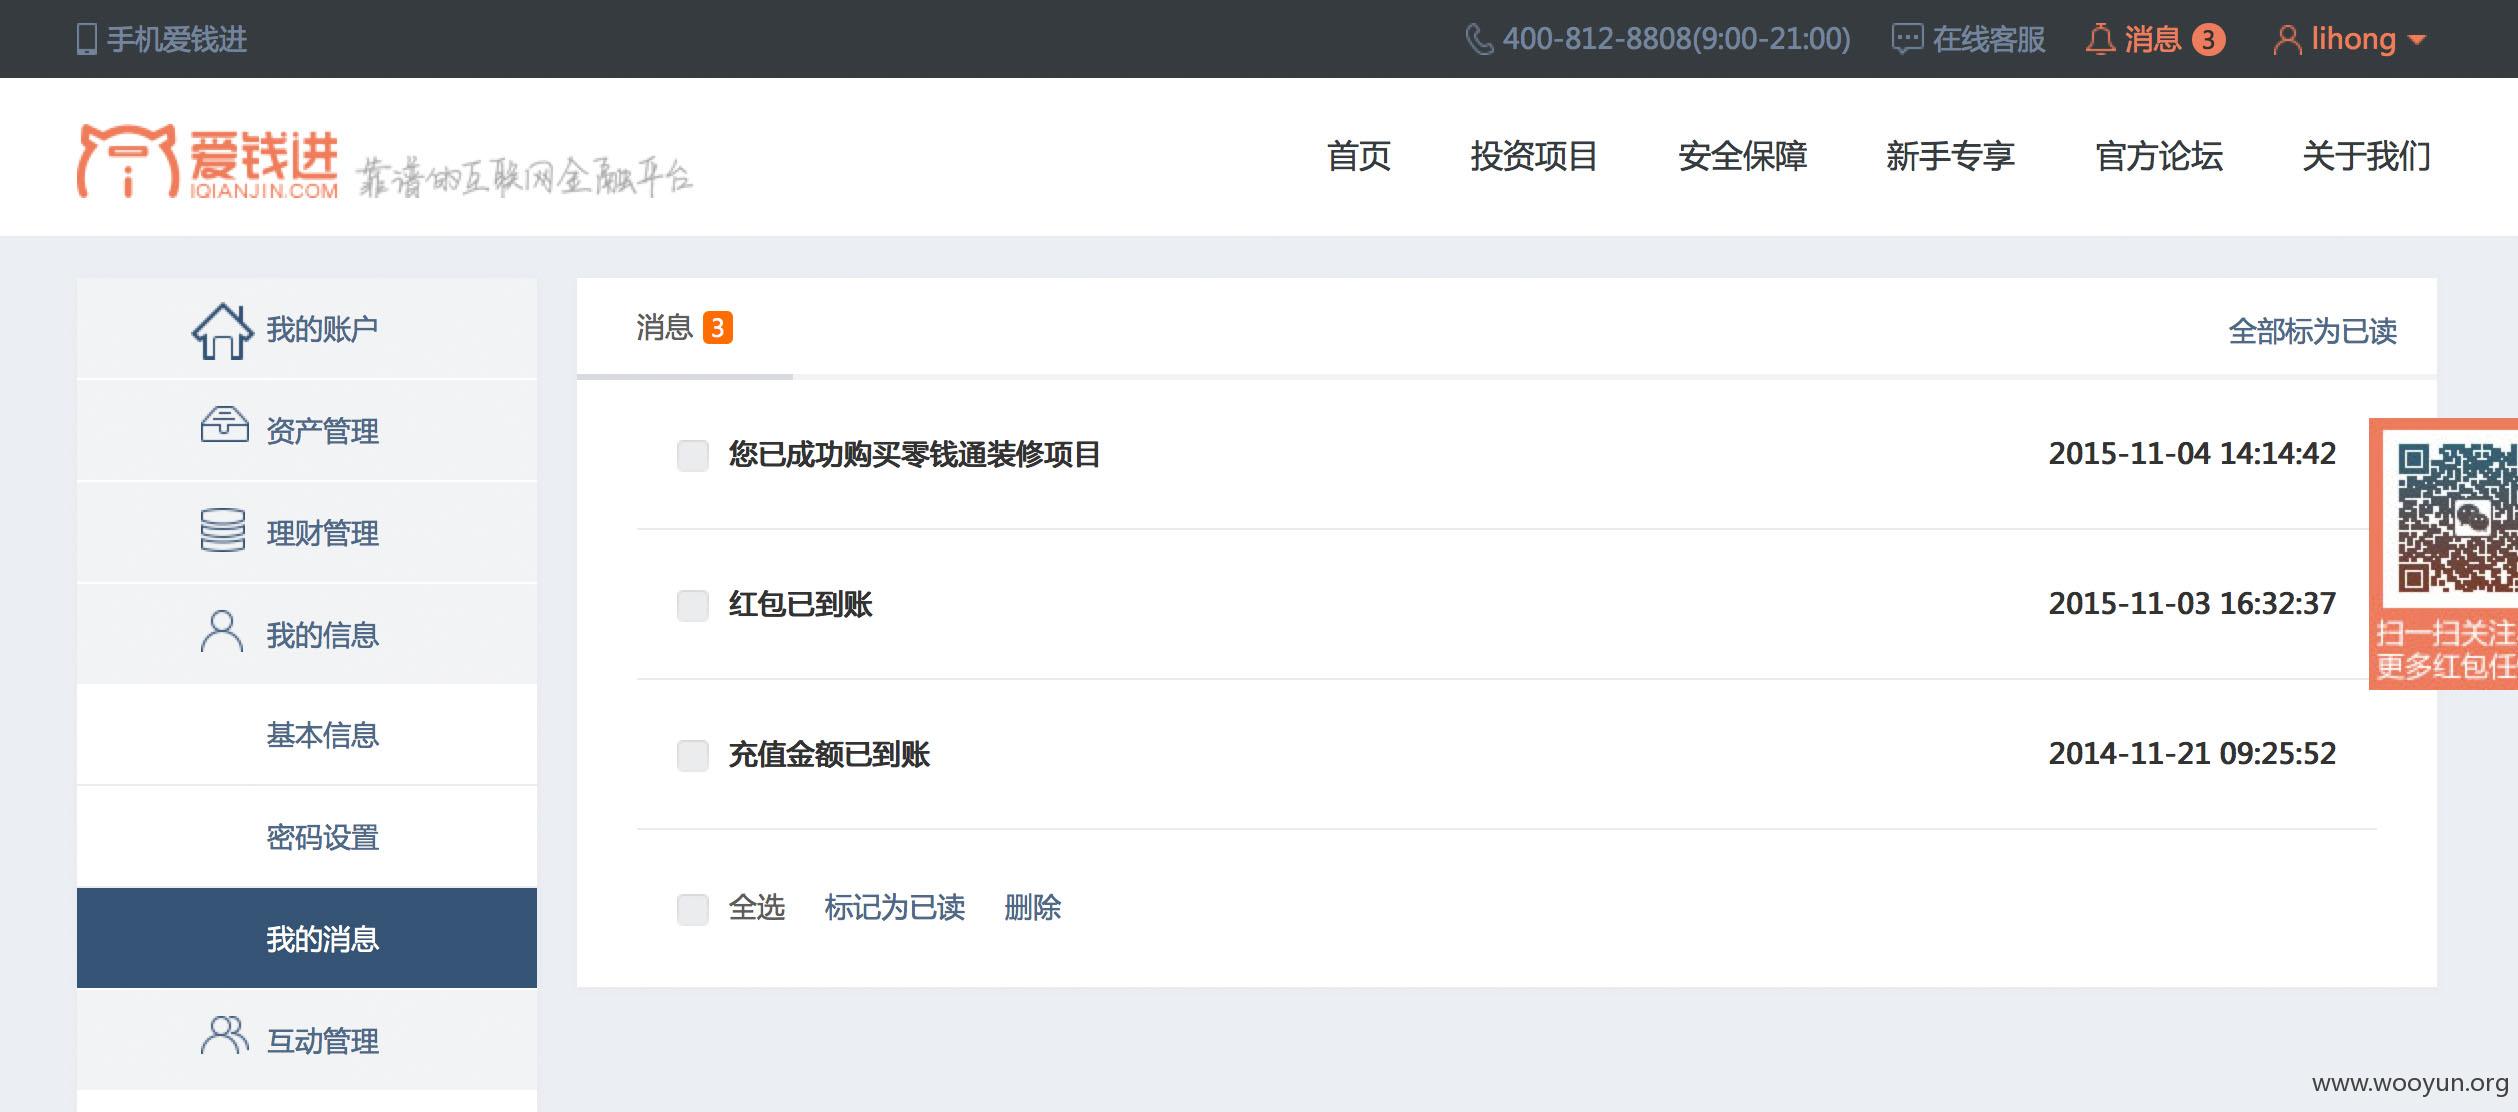 手机爱钱进
400-812-8808(9:00-21:00) 在线客服 消息 3 lihong
爱钱进
IQIANJIN.COM
靠谱的互联网金融平台
首页 投资项目 安全保障 新手专享 官方论坛 关于我们
我的账户
资产管理
理财管理
我的信息
基本信息
密码设置
我的消息
互动管理
消息 3 全部标为已读
您已成功购买零钱通装修项目 2015-11-04 14:14:42
红包已到账 2015-11-03 16:32:37
充值金额已到账 2014-11-21 09:25:52
全选 标记为已读 删除
扫一扫关注
更多红包任
www.wooyun.org